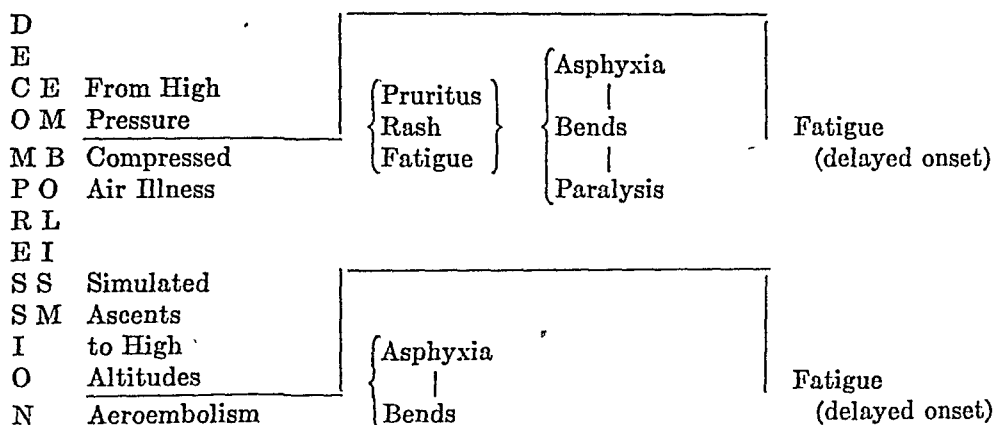 D
E
C E From High
O M Pressure
M B Compressed
P O Air Illness
R L
E I
S S Simulated
S M Ascents
I to High
O Altitudes
N Aeroembolism
Pruritus
Rash
Fatigue
Asphyxia
Bends
Paralysis
Fatigue
(delayed onset)
Asphyxia
Bends
Fatigue
(delayed onset)